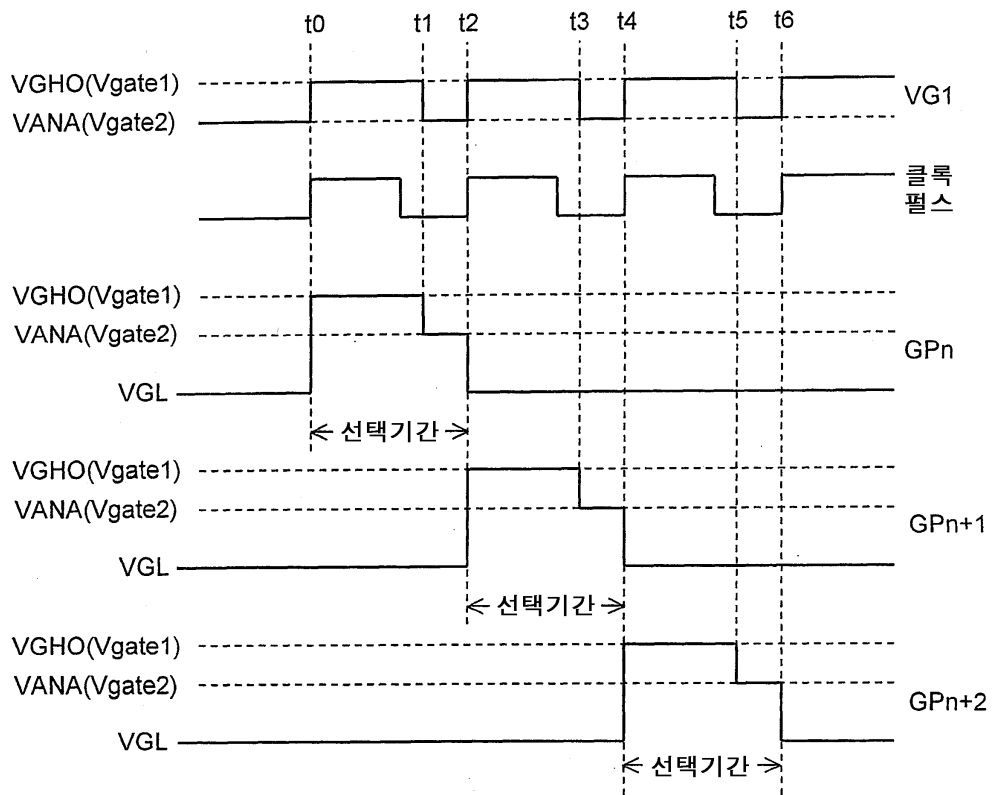 t0 t1 t2 t3 t4 t5 t6
VGHO(Vgate1)
VANA(Vgate2)
VG1
클록
펄스
VGHO(Vgate1)
VANA(Vgate2)
GPn
VGL
선택기간
VGHO(Vgate1)
VANA(Vgate2)
GPn+1
VGL
선택기간
VGHO(Vgate1)
VANA(Vgate2)
GPn+2
VGL
선택기간